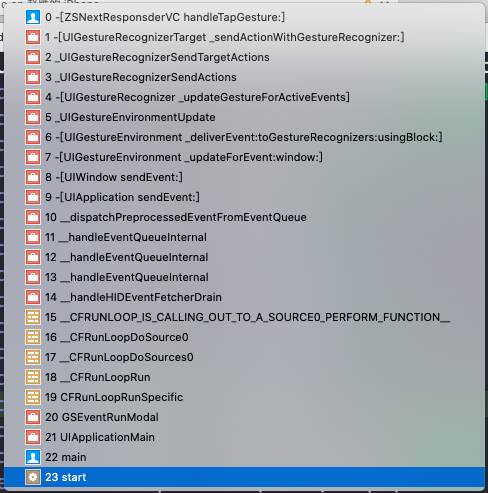 0 -[ZSNextResponsderVC handleTapGesture:]
1 -[UIGestureRecognizerTarget _sendActionWithGestureRecognizer:]
2 _UIGestureRecognizerSendTargetActions
3 _UIGestureRecognizerSendActions
4 -[UIGestureRecognizer _updateGestureForActiveEvents]
5 _UIGestureEnvironmentUpdate
6 -[UIGestureEnvironment _deliverEvent:toGestureRecognizers:usingBlock:]
7 -[UIGestureEnvironment _updateForEvent:window:]
8 -[UIWindow sendEvent:]
9 -[UIApplication sendEvent:]
10 __dispatchPreprocessedEventFromEventQueue
11 __handleEventQueueInternal
12 __handleEventQueueInternal
13 __handleEventQueueInternal
14 __handleHIDEventFetcherDrain
15 __CFRUNLOOP_IS_CALLING_OUT_TO_A_SOURCE0_PERFORM_FUNCTION__
16 __CFRunLoopDoSource0
17 __CFRunLoopDoSources0
18 __CFRunLoopRun
19 CFRunLoopRunSpecific
20 GSEventRunModal
21 UIApplicationMain
22 main
23 start